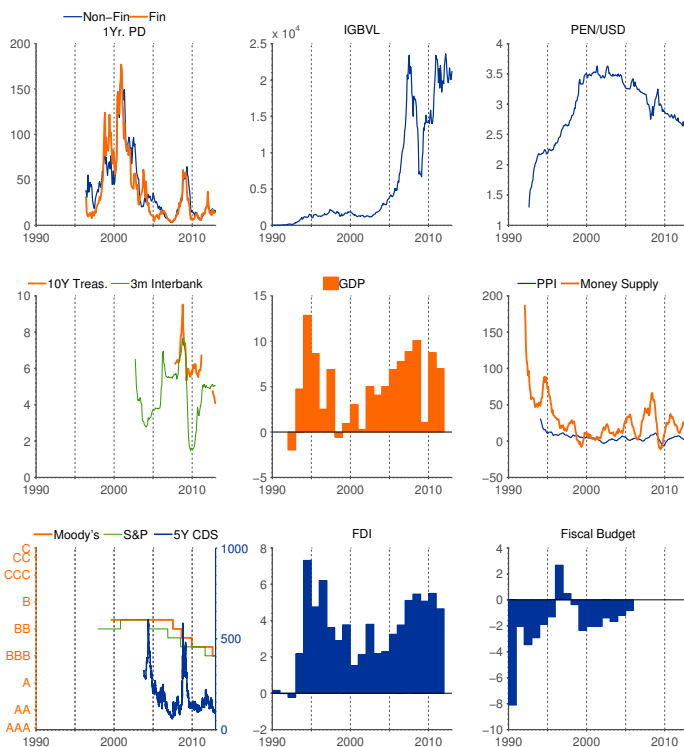 Non−Fin Fin
1Yr. PD
200
150
100
50
0
1990 2000 2010
x 10^4
IGBVL
2.5
2
1.5
1
0.5
0
1990 2000 2010
PEN/USD
4
3.5
3
2.5
2
1.5
1
1990 2000 2010
10Y Treas. 3m Interbank
10
8
6
4
2
0
1990 2000 2010
GDP
15
10
5
0
−5
1990 2000 2010
PPI Money Supply
200
150
100
50
0
−50
1990 2000 2010
Moody's S&P 5Y CDS
C
CC
CCC
B
BB
BBB
A
AA
AAA
1000
500
0
1990 2000 2010
FDI
8
6
4
2
0
−2
1990 2000 2010
Fiscal Budget
4
2
0
−2
−4
−6
−8
−10
1990 2000 2010